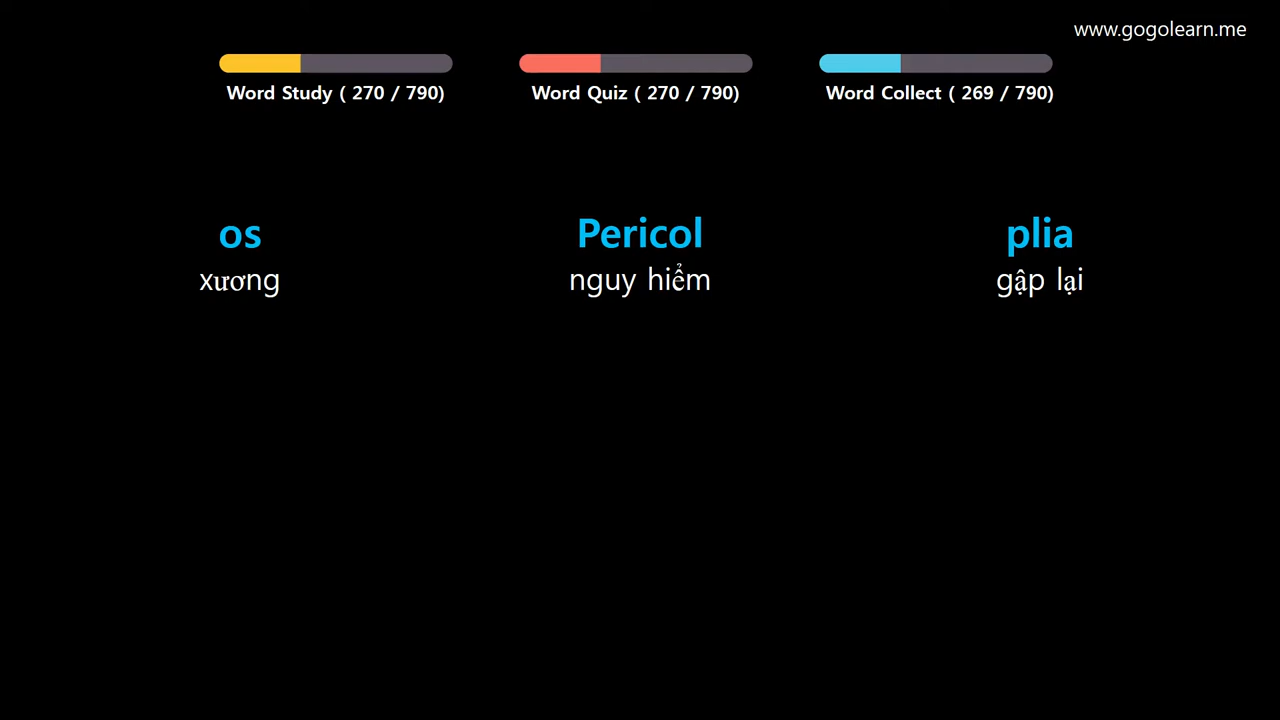 www.gogolearn.me
Word Study ( 270 / 790)
Word Quiz ( 270 / 790)
Word Collect ( 269 / 790)
os
xương
Pericol
nguy hiểm
plia
gập lại